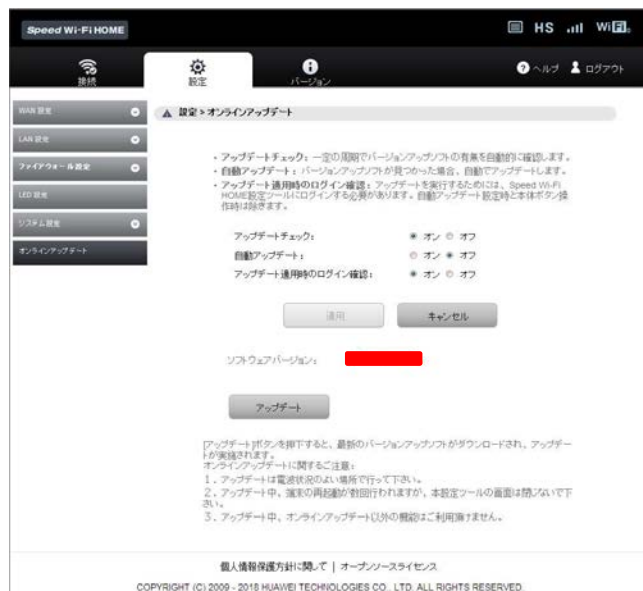 Speed Wi-Fi HOME
HS WiFi
接続
設定
バージョン
ヘルプ
ログアウト
WAN 設定
LAN 設定
ファイアウォール設定
LED 設定
システム設定
オンラインアップデート
設定 > オンラインアップデート
・アップデートチェック: 一定の周期でバージョンアップソフトの有無を自動的に確認します。
・自動アップデート: バージョンアップソフトが見つかった場合、自動でアップデートします。
・アップデート適用時のログイン確認: アップデートを実行するためには、Speed Wi-Fi
HOME設定ツールにログインする必要があります。自動アップデート設定時と本体ボタン操
作時は除きます。
アップデートチェック: オン オフ
自動アップデート: オン オフ
アップデート適用時のログイン確認: オン オフ
適用
キャンセル
ソフトウェアバージョン:
アップデート
[アップデート]ボタンを押下すると、最新のバージョンアップソフトがダウンロードされ、アップデー
トが実施されます。
オンラインアップデートに関するご注意:
1. アップデートは電波状況のよい場所で行って下さい。
2. アップデート中、端末の再起動が数回行われますが、本設定ツールの画面は閉じないで下
さい。
3. アップデート中、オンラインアップデート以外の機能はご利用頂けません。
個人情報保護方針に関して | オープンソースライセンス
COPYRIGHT (C) 2009 - 2018 HUAWEI TECHNOLOGIES CO., LTD. ALL RIGHTS RESERVED.